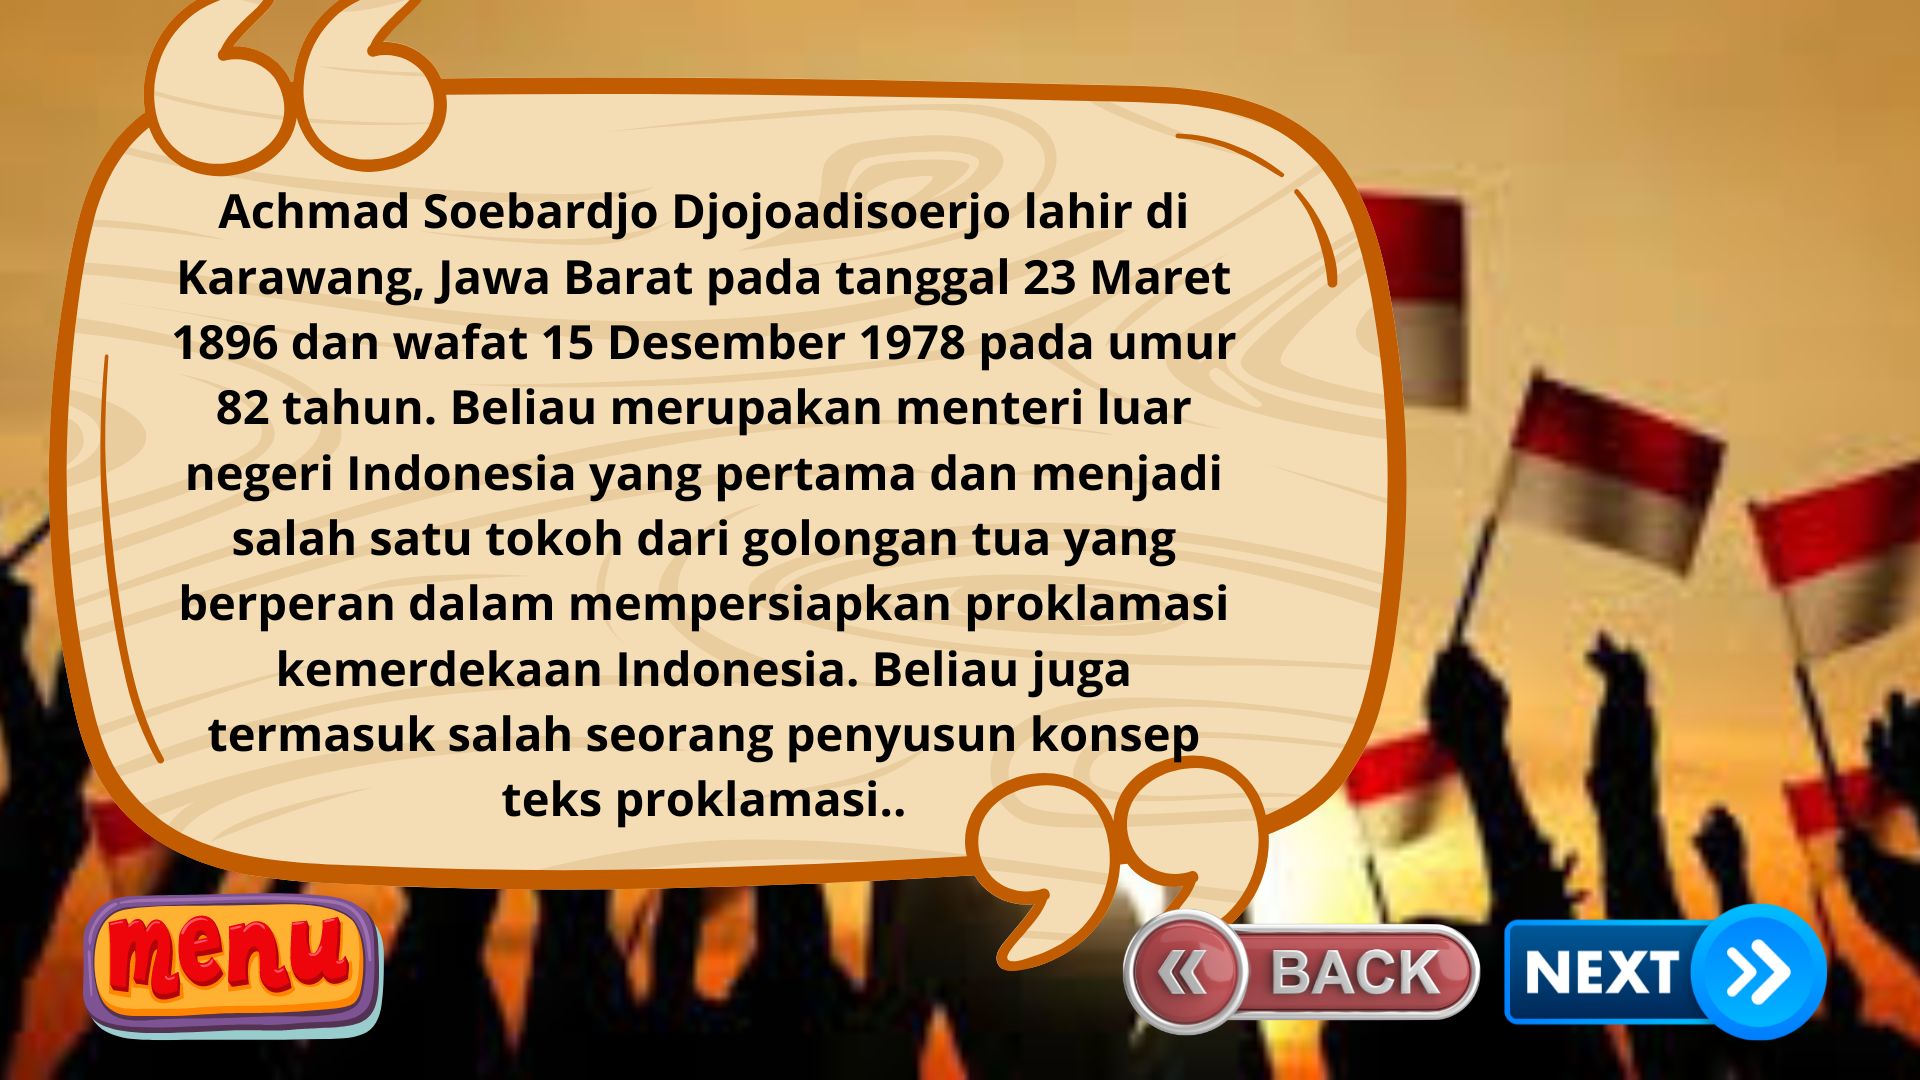 Achmad Soebardjo Djojoadisoerjo lahir di
Karawang, Jawa Barat pada tanggal 23 Maret
1896 dan wafat 15 Desember 1978 pada umur
82 tahun. Beliau merupakan menteri luar
negeri Indonesia yang pertama dan menjadi
salah satu tokoh dari golongan tua yang
berperan dalam mempersiapkan proklamasi
kemerdekaan Indonesia. Beliau juga
termasuk salah seorang penyusun konsep
teks proklamasi..
menu
BACK
NEXT